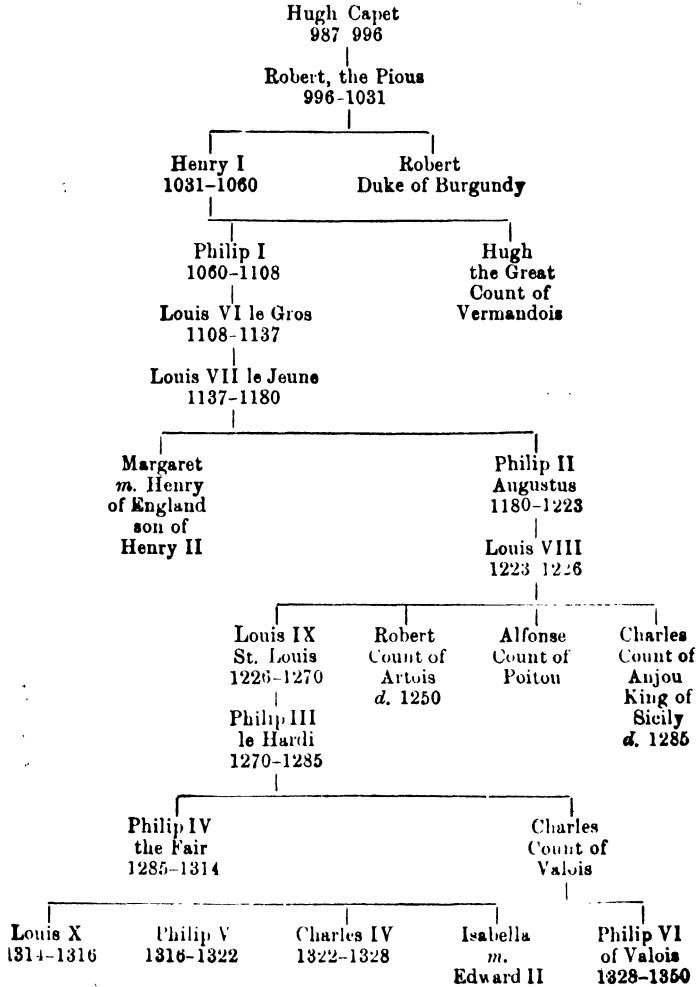 Hugh Capet
987 996
Robert, the Pious
996-1031
Henry I
1031-1060
Robert
Duke of Burgundy
Philip I
1060-1108
Hugh
the Great
Count of
Vermandois
Louis VI le Gros
1108-1137
Louis VII le Jeune
1137-1180
Margaret
m. Henry
of England
son of
Henry II
Philip II
Augustus
1180-1223
Louis VIII
1223 1226
Louis IX
St. Louis
1226-1270
Robert
Count of
Artois
d. 1250
Alfonse
Count of
Poitou
Charles
Count of
Anjou
King of
Sicily
d. 1285
Philip III
le Hardi
1270-1285
Philip IV
the Fair
1285-1314
Charles
Count of
Valois
Louis X
1314-1316
Philip V
1316-1322
Charles IV
1322-1328
Isabella
m.
Edward II
Philip VI
of Valois
1328-1350